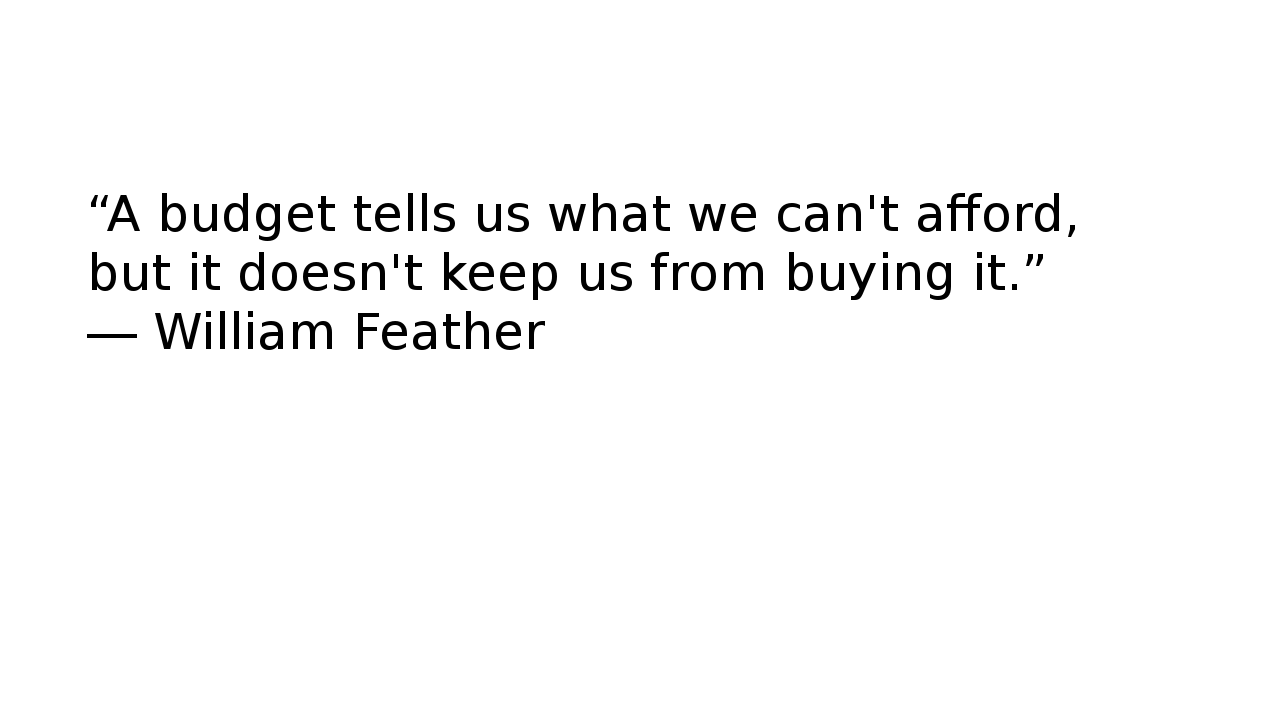 “A budget tells us what we can't afford,
but it doesn't keep us from buying it.”
― William Feather